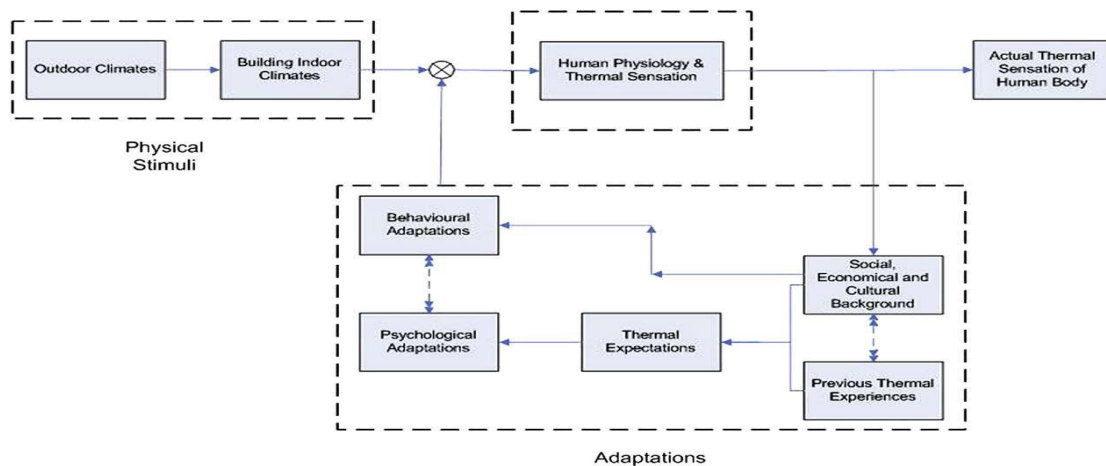 Outdoor Climates
Building Indoor
Climates
Human Physiology &
Thermal Sensation
Actual Thermal
Sensation of
Human Body
Physical
Stimuli
Behavioural
Adaptations
Social,
Economical and
Cultural
Background
Psychological
Adaptations
Thermal
Expectations
Previous Thermal
Experiences
Adaptations